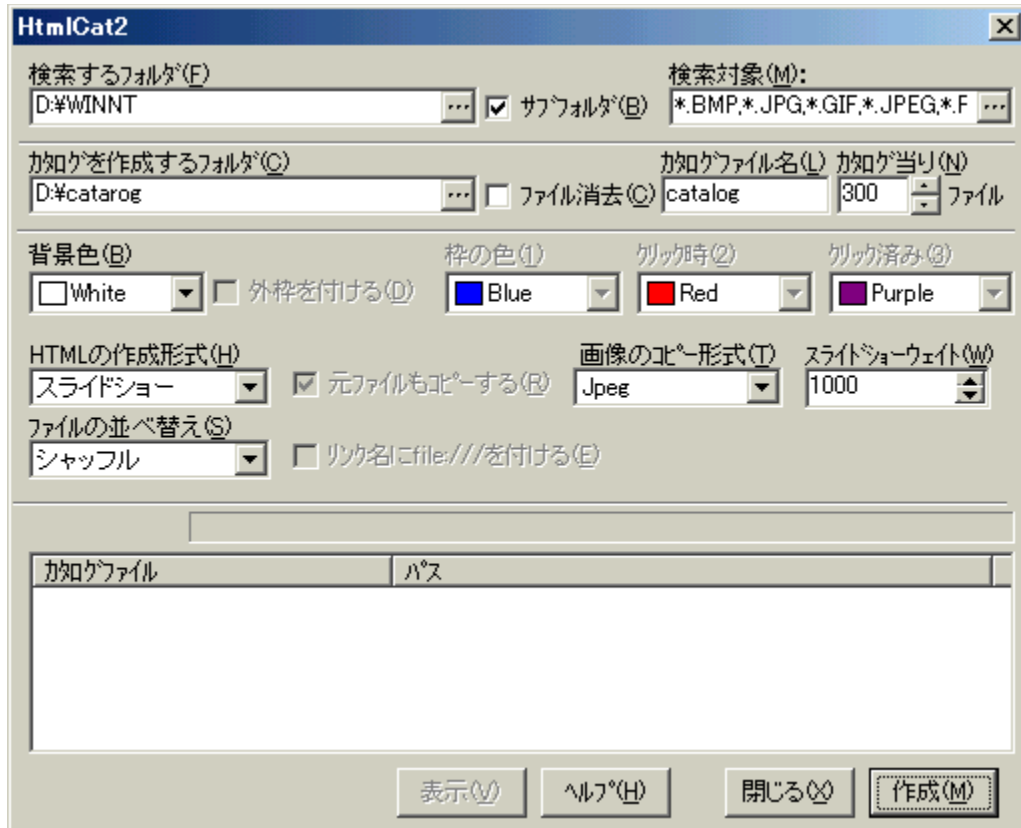 HtmlCat2
検索するﾌｫﾙﾀﾞ(F) 検索対象(M):
D:¥WINNT ... ｻﾌﾞﾌｫﾙﾀﾞ(B) *.BMP,*.JPG,*.GIF,*.JPEG,*.F ...
ｶﾀﾛｸﾞを作成するﾌｫﾙﾀﾞ(C) ｶﾀﾛｸﾞﾌｧｲﾙ名(L) ｶﾀﾛｸﾞ当り(N)
D:¥catarog ... ﾌｧｲﾙ消去(C) catalog 300 ﾌｧｲﾙ
背景色(B) 枠の色(1) ｸﾘｯｸ時(2) ｸﾘｯｸ済み(3)
White 外枠を付ける(D) Blue Red Purple
HTMLの作成形式(H) 画像のｺﾋﾟｰ形式(T) ｽﾗｲﾄﾞｼｮｰｳｪｲﾄ(W)
スライドショー 元ﾌｧｲﾙもｺﾋﾟｰする(R) Jpeg 1000
ﾌｧｲﾙの並べ替え(S)
シャッフル ﾘﾝｸ名にfile:///を付ける(E)
ｶﾀﾛｸﾞﾌｧｲﾙ ﾊﾟｽ
表示(V) ﾍﾙﾌﾟ(H) 閉じる(X) 作成(M)